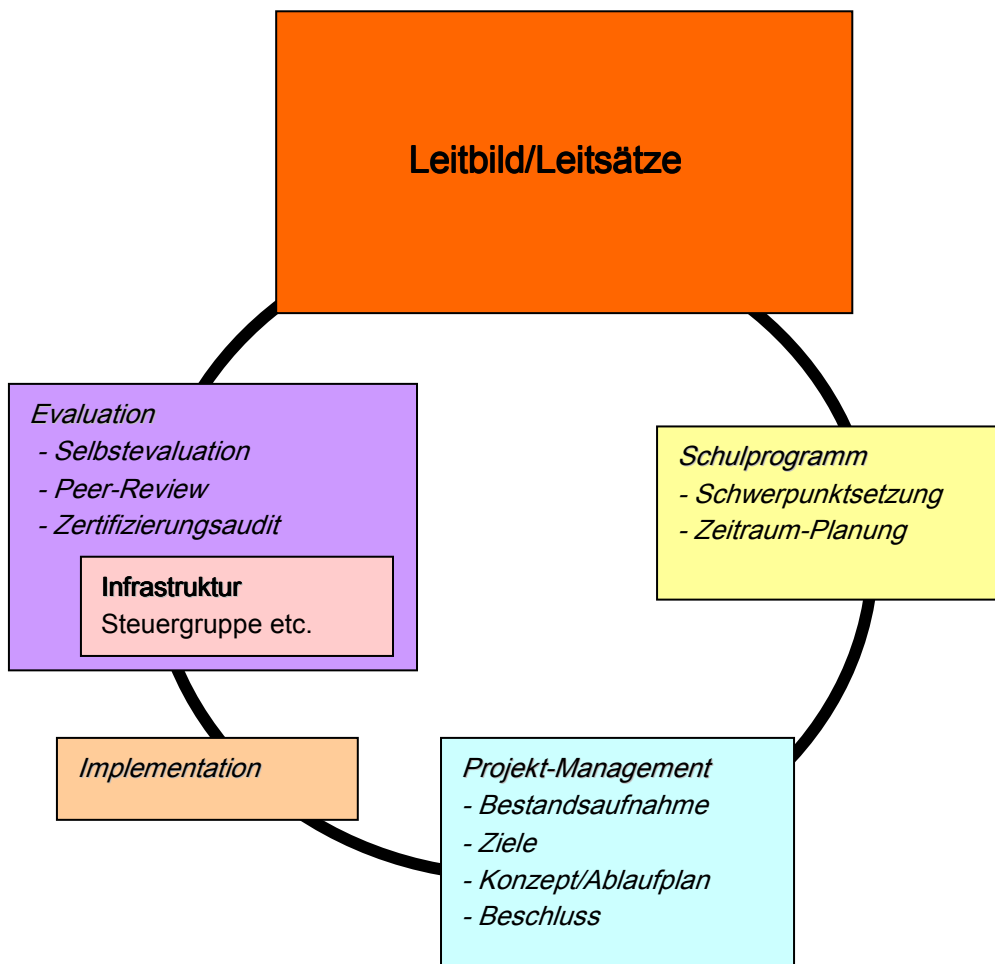 Leitbild/Leitsätze
Evaluation
- Selbstevaluation
- Peer-Review
- Zertifizierungsaudit
Infrastruktur
Steuergruppe etc.
Schulprogramm
- Schwerpunktsetzung
- Zeitraum-Planung
Implementation
Projekt-Management
- Bestandsaufnahme
- Ziele
- Konzept/Ablaufplan
- Beschluss